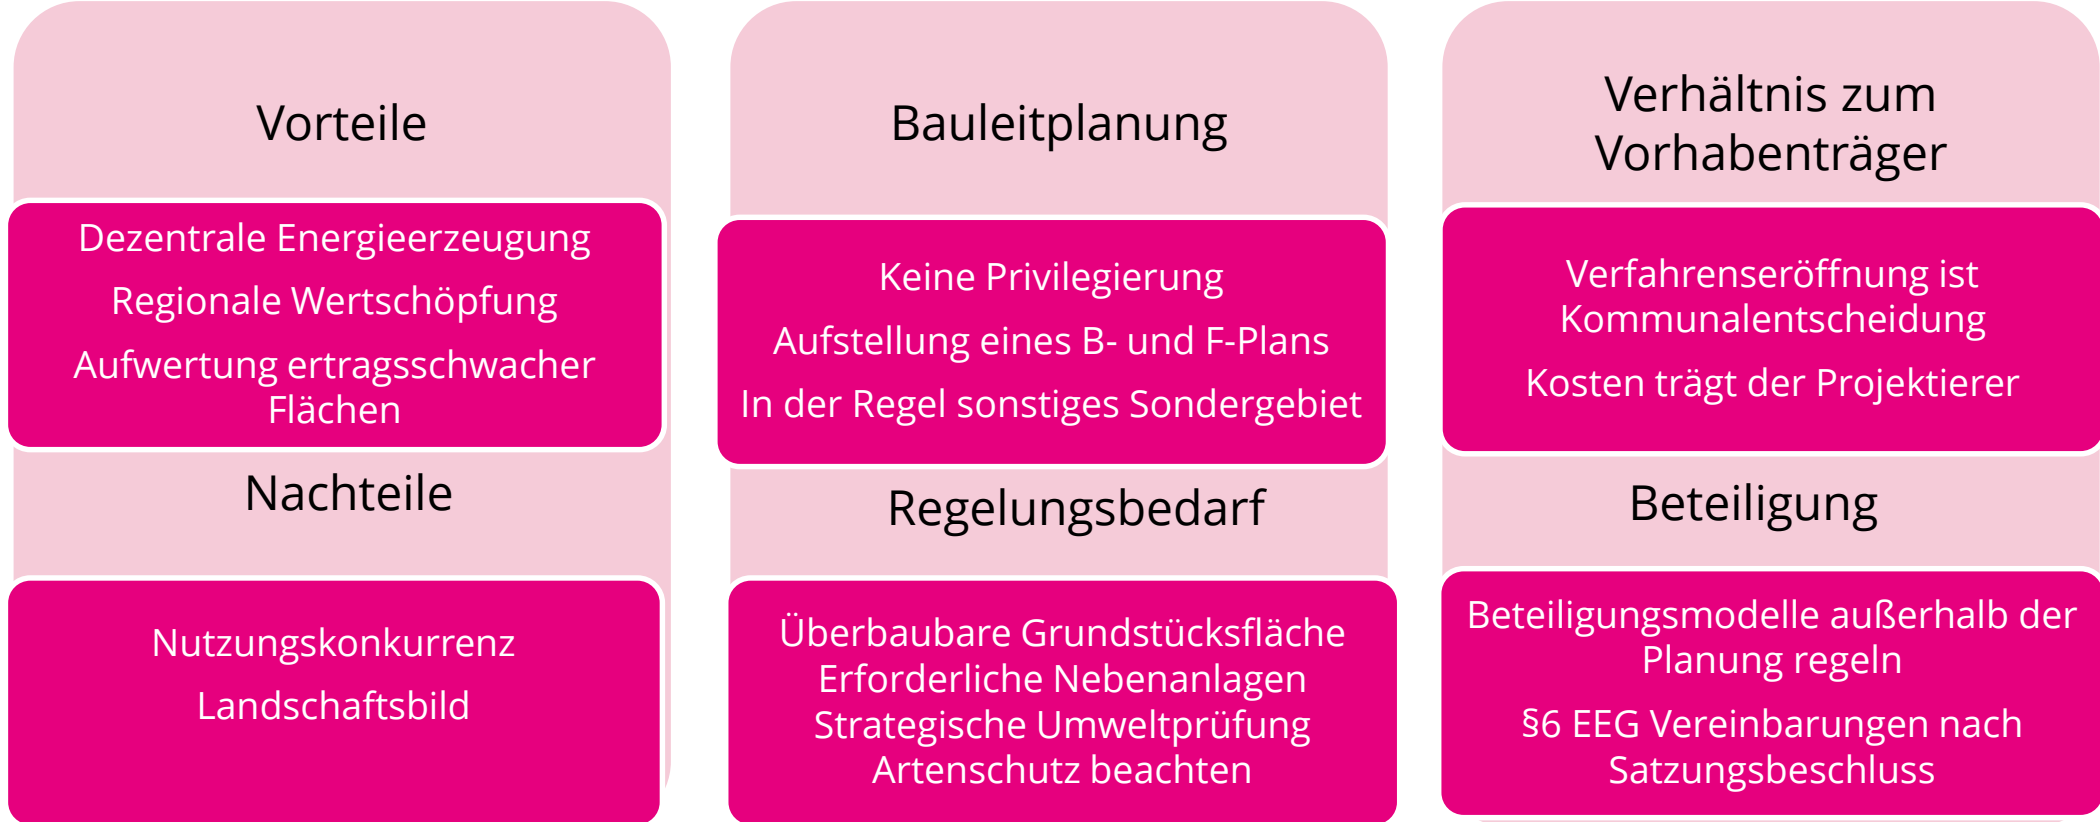 Vorteile
Dezentrale Energieerzeugung
Regionale Wertschöpfung
Aufwertung ertragsschwacher
Flächen
Nachteile
Nutzungskonkurrenz
Landschaftsbild
Bauleitplanung
Keine Privilegierung
Aufstellung eines B- und F-Plans
In der Regel sonstiges Sondergebiet
Regelungsbedarf
Überbaubare Grundstücksfläche
Erforderliche Nebenanlagen
Strategische Umweltprüfung
Artenschutz beachten
Verhältnis zum
Vorhabenträger
Verfahrenseröffnung ist
Kommunalentscheidung
Kosten trägt der Projektierer
Beteiligung
Beteiligungsmodelle außerhalb der
Planung regeln
§6 EEG Vereinbarungen nach
Satzungsbeschluss